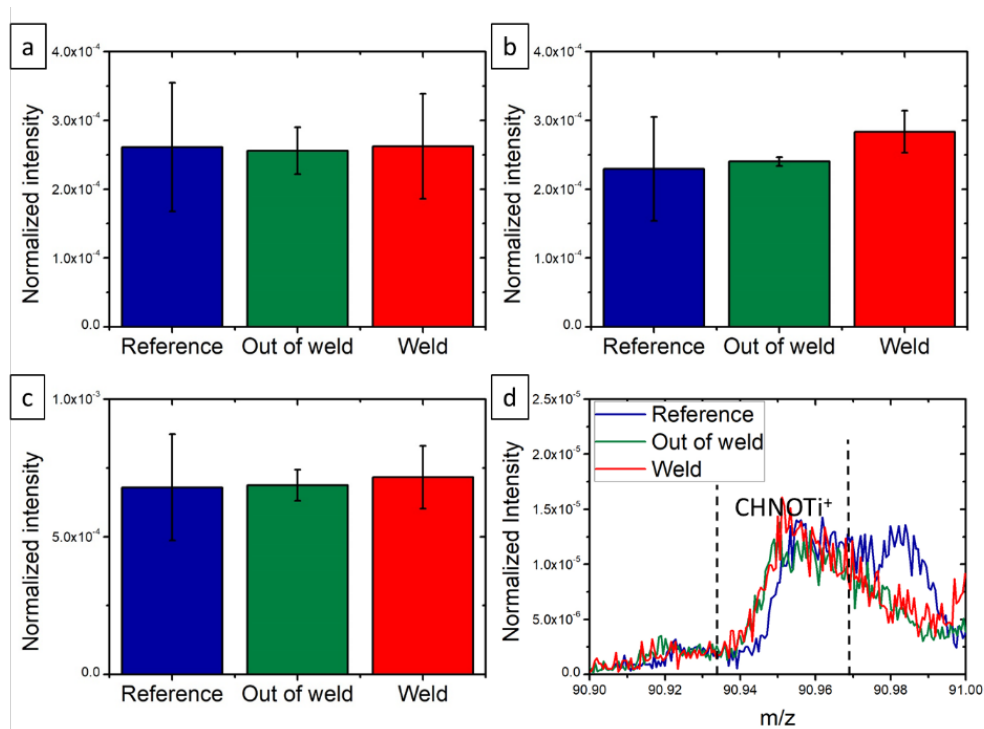 a
4.0x10-4
3.0x10-4
2.0x10-4
1.0x10-4
0.0
Normalized intensity
Reference Out of weld Weld
b
4.0x10-4
3.0x10-4
2.0x10-4
1.0x10-4
0.0
Normalized intensity
Reference Out of weld Weld
c
1.0x10-3
5.0x10-4
0.0
Normalized intensity
Reference Out of weld Weld
d
2.5x10-5
2.0x10-5
1.5x10-5
1.0x10-5
5.0x10-6
0.0
Normalized Intensity
Reference
Out of weld
Weld
CHNOTi+
90.90 90.92 90.94 90.96 90.98 91.00
m/z